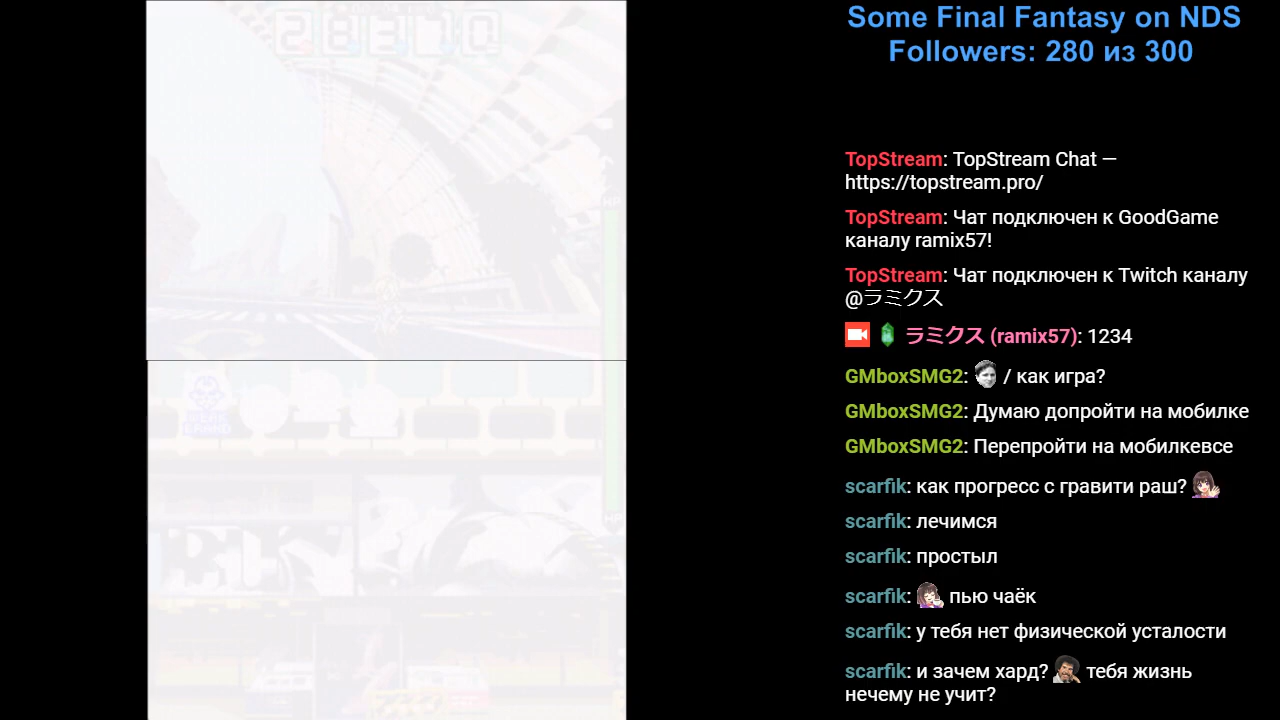 28370
Some Final Fantasy on NDS
Followers: 280 из 300
TopStream: TopStream Chat —
https://topstream.pro/
TopStream: Чат подключен к GoodGame
каналу ramix57!
TopStream: Чат подключен к Twitch каналу
@ラミクス
ラミクス (ramix57): 1234
GMboxSMG2: / как игра?
GMboxSMG2: Думаю допройти на мобилке
GMboxSMG2: Перепройти на мобилкевсе
scarfik: как прогресс с гравити раш?
scarfik: лечимся
scarfik: простыл
scarfik: пью чаёк
scarfik: у тебя нет физической усталости
scarfik: и зачем хард? тебя жизнь
нечему не учит?